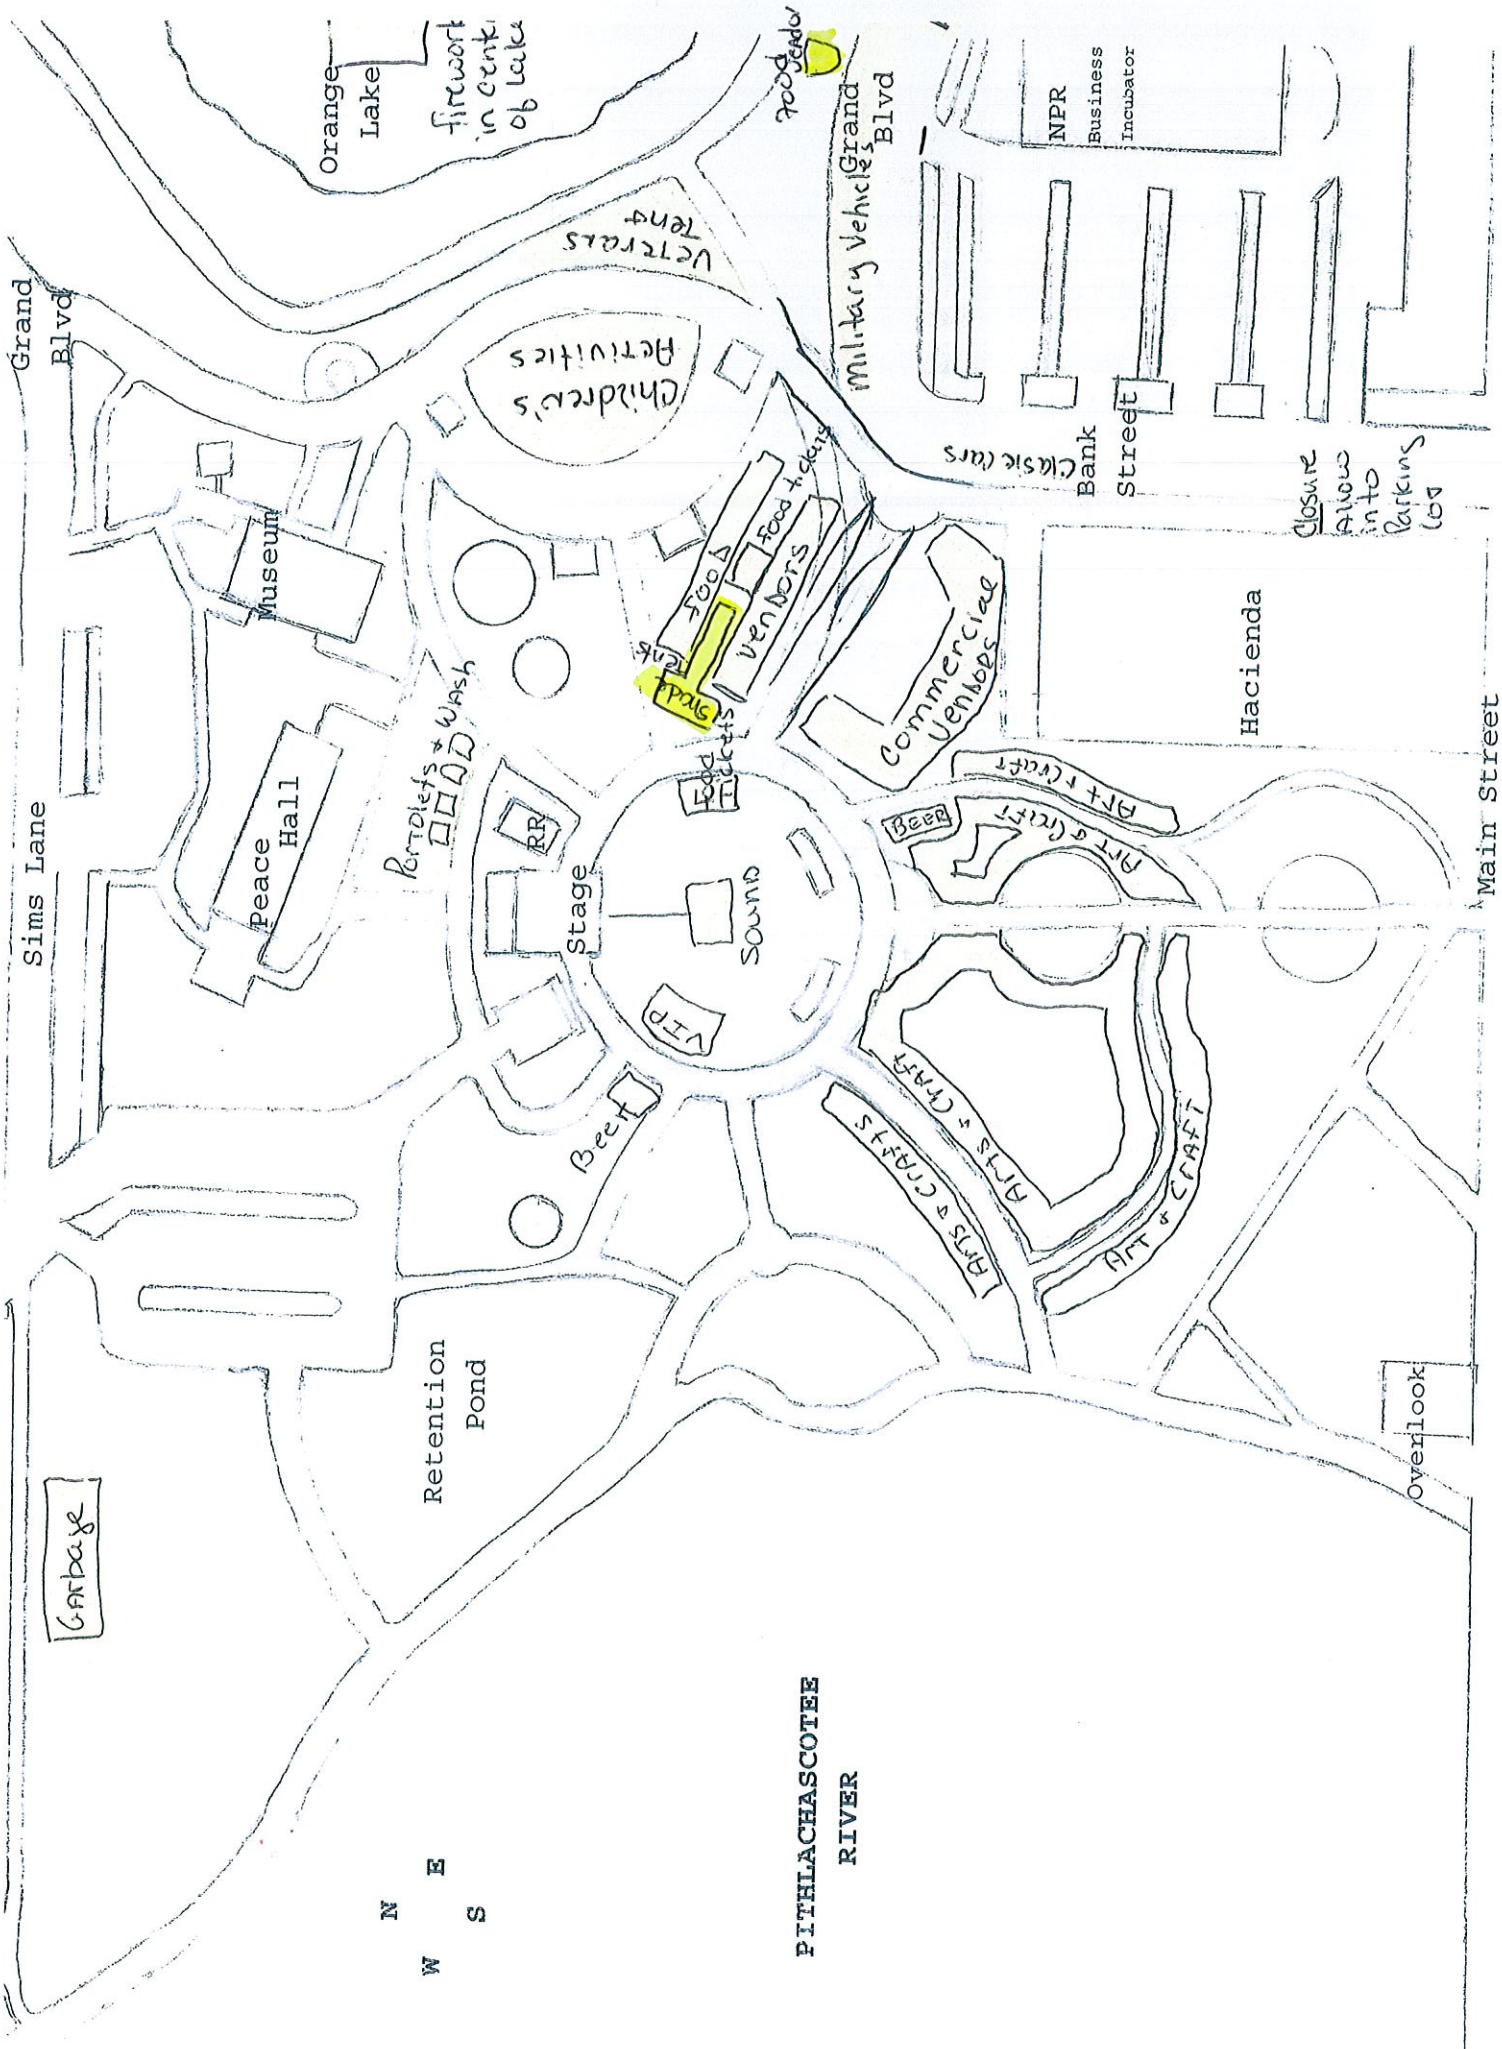 Grand
Blvd
Orange
Lake
firework
in cente
of Lake
Sims Lane
Museum
Peace
Hall
Portolets & Wash
RR
Stage
Sound
VIP
Beer
Food
Tickets
Shade
Tent
Food
Vendors
Food tickets
Children's
Activities
Veterans
Tent
Food
Vendor
Grand
Blvd
Military Vehicles
NPR
Business
Incubator
Clasic Cars
Bank
Street
Closure
Allow
into
Parking
Lot
Commercial
Vendors
Hacienda
Art & Craft
Art & Craft
BEER
Main Street
Arts & Craft
Arts & Crafts
Art & Craft
Overlook
Retention
Pond
Garbage
N
W E
S
PITHLACHASCOTEE
RIVER